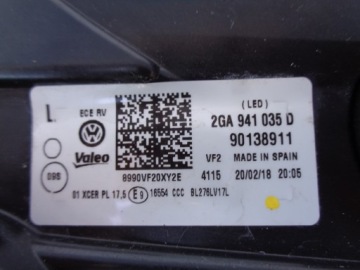 L
ECE RV
(LED)
2GA 941 035 D
90138911
Valeo
VF2 MADE IN SPAIN
8990VF20XY2E
4115 20/02/18 20:05
095
01 XCER PL 17,5 E9 16554 CCC BL276LV17L